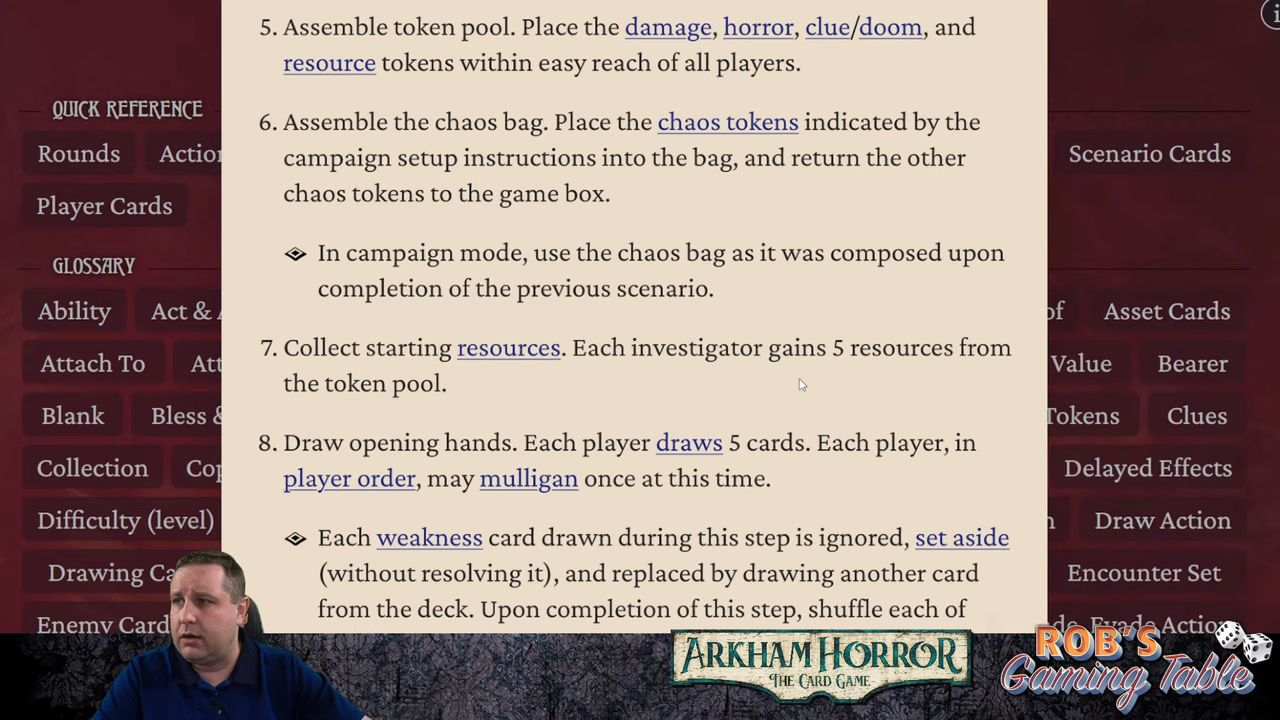 5. Assemble token pool. Place the damage, horror, clue/doom, and
resource tokens within easy reach of all players.
6. Assemble the chaos bag. Place the chaos tokens indicated by the
campaign setup instructions into the bag, and return the other
chaos tokens to the game box.
In campaign mode, use the chaos bag as it was composed upon
completion of the previous scenario.
7. Collect starting resources. Each investigator gains 5 resources from
the token pool.
8. Draw opening hands. Each player draws 5 cards. Each player, in
player order, may mulligan once at this time.
Each weakness card drawn during this step is ignored, set aside
(without resolving it), and replaced by drawing another card
from the deck. Upon completion of this step, shuffle each of
QUICK REFERENCE
Rounds
Scenario Cards
Player Cards
GLOSSARY
Ability Act &
of Asset Cards
Attach To
Value Bearer
Blank Bless &
Tokens Clues
Collection
Delayed Effects
Difficulty (level)
Draw Action
Drawing
Encounter Set
Enemy Card
Evade Action
ARKHAM HORROR
THE CARD GAME
ROB'S
Gaming Table